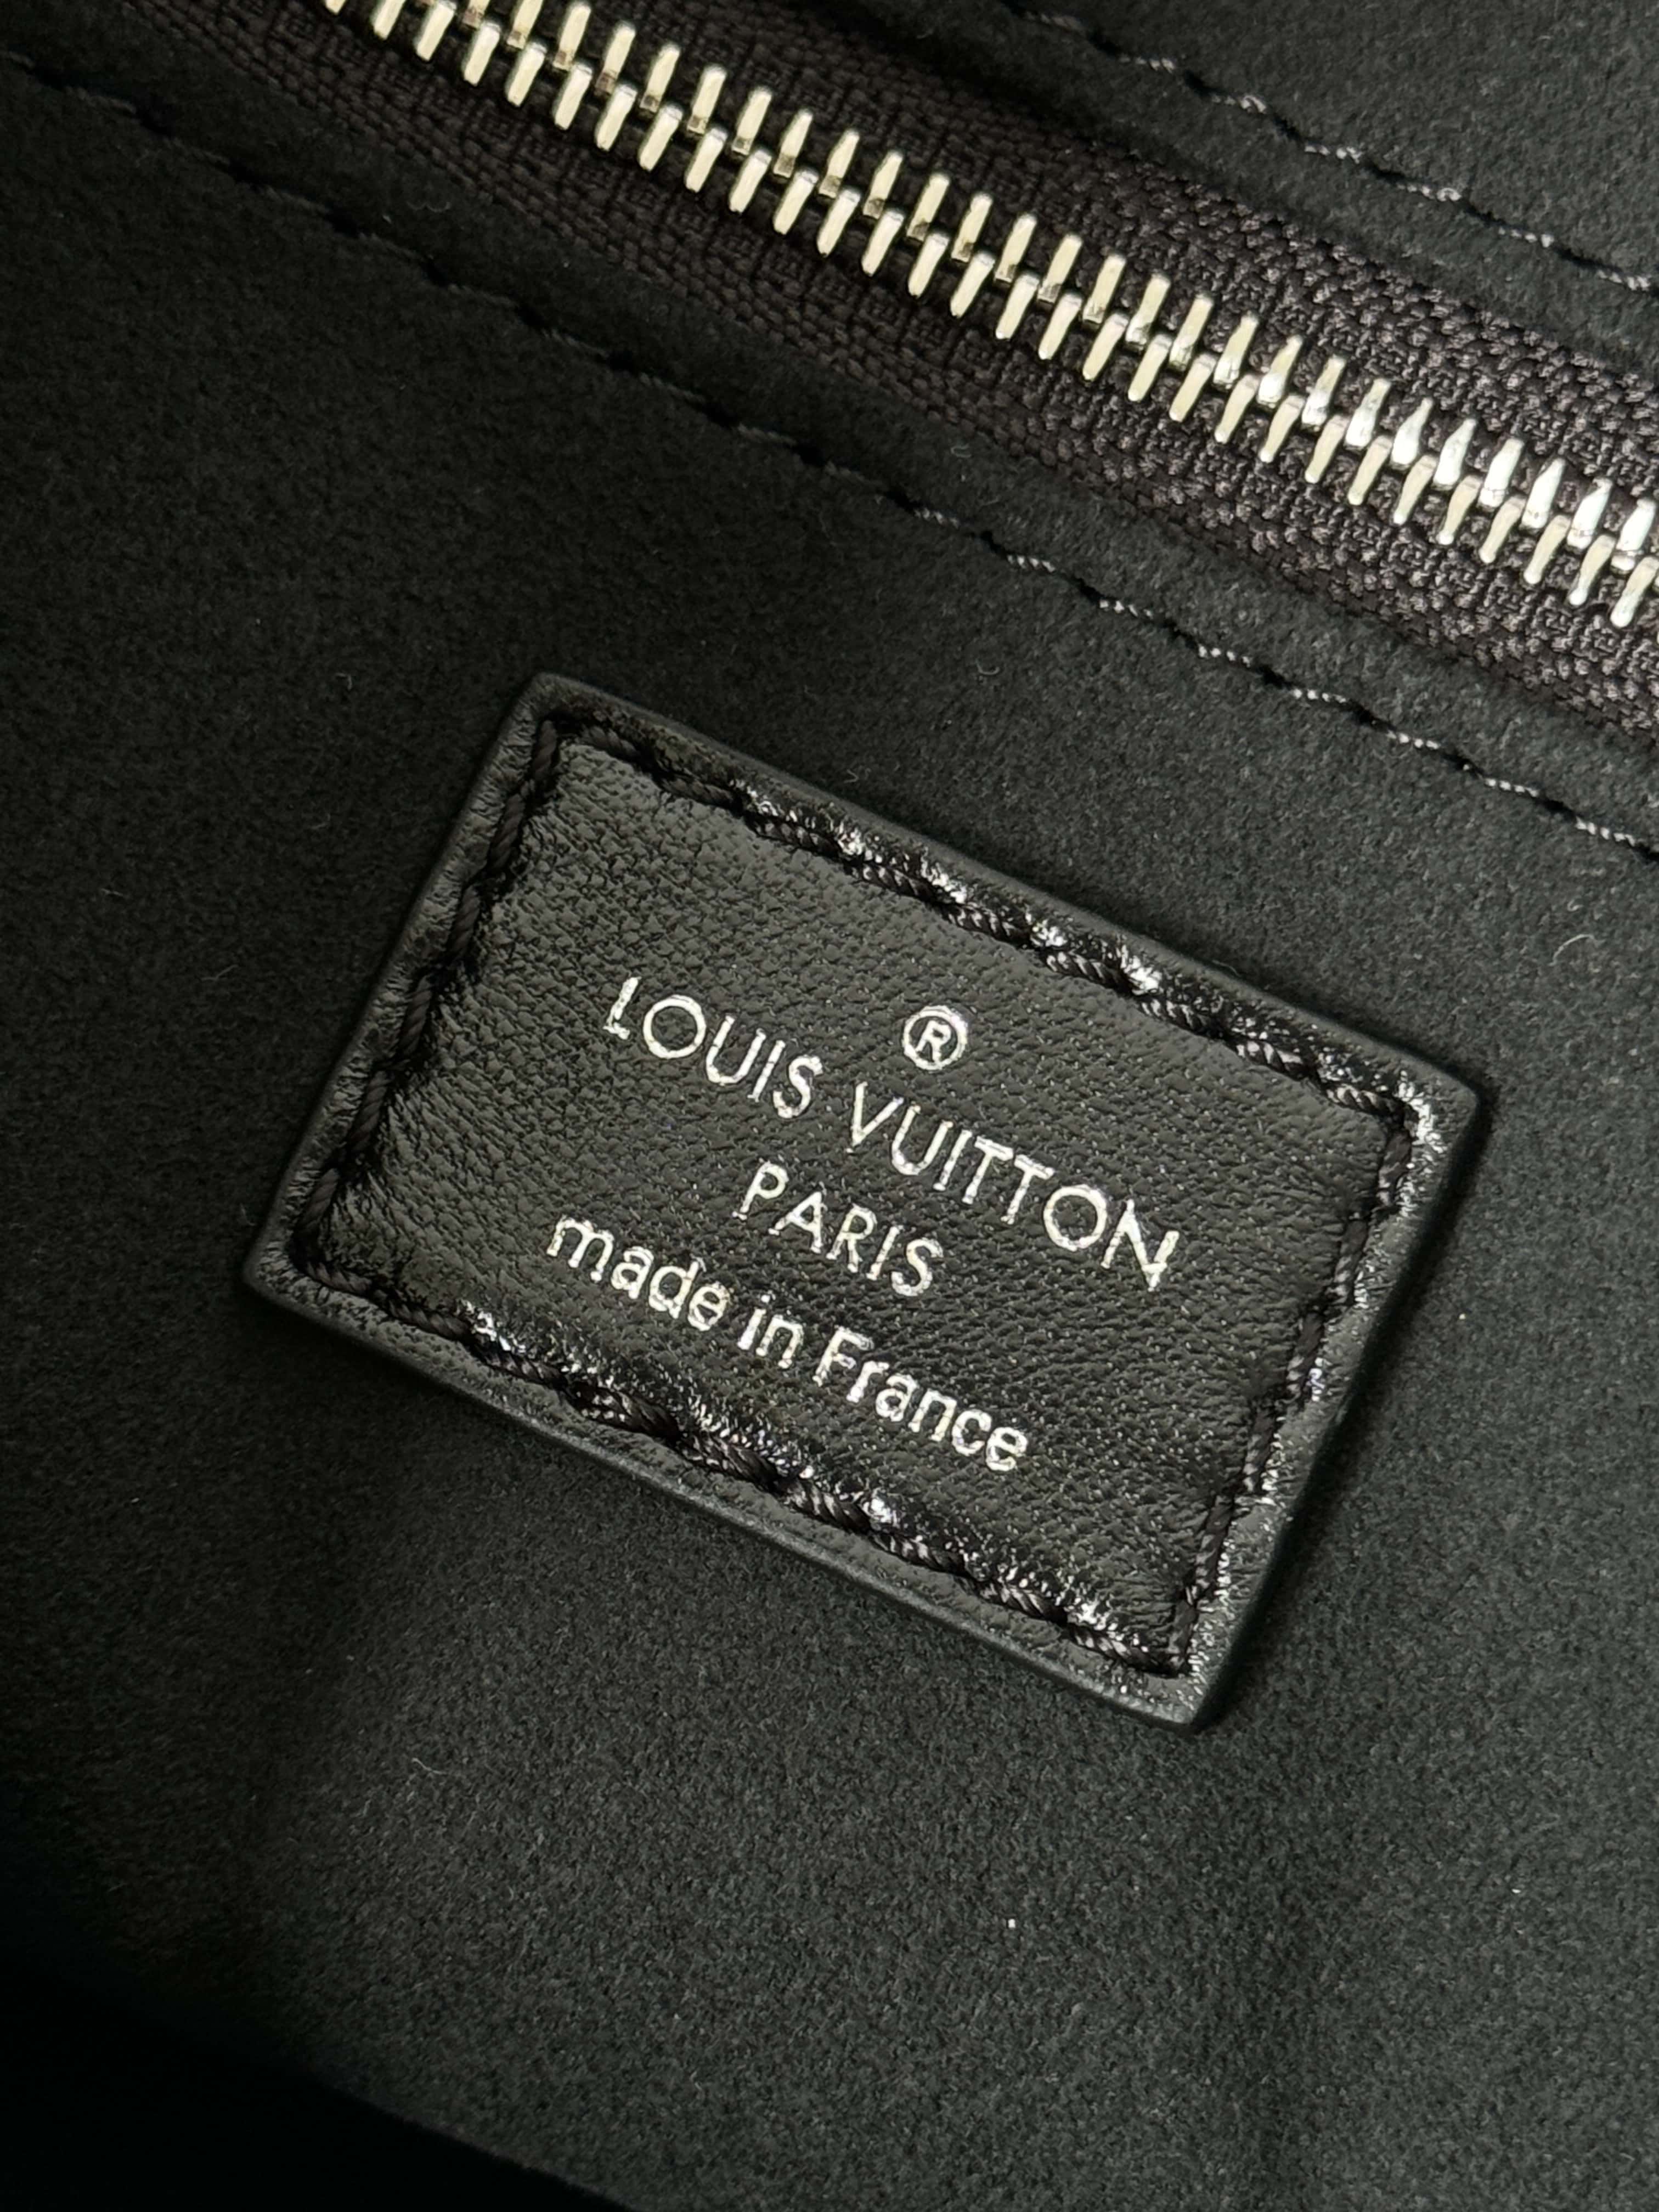 ®
LOUIS VUITTON
PARIS
made in France